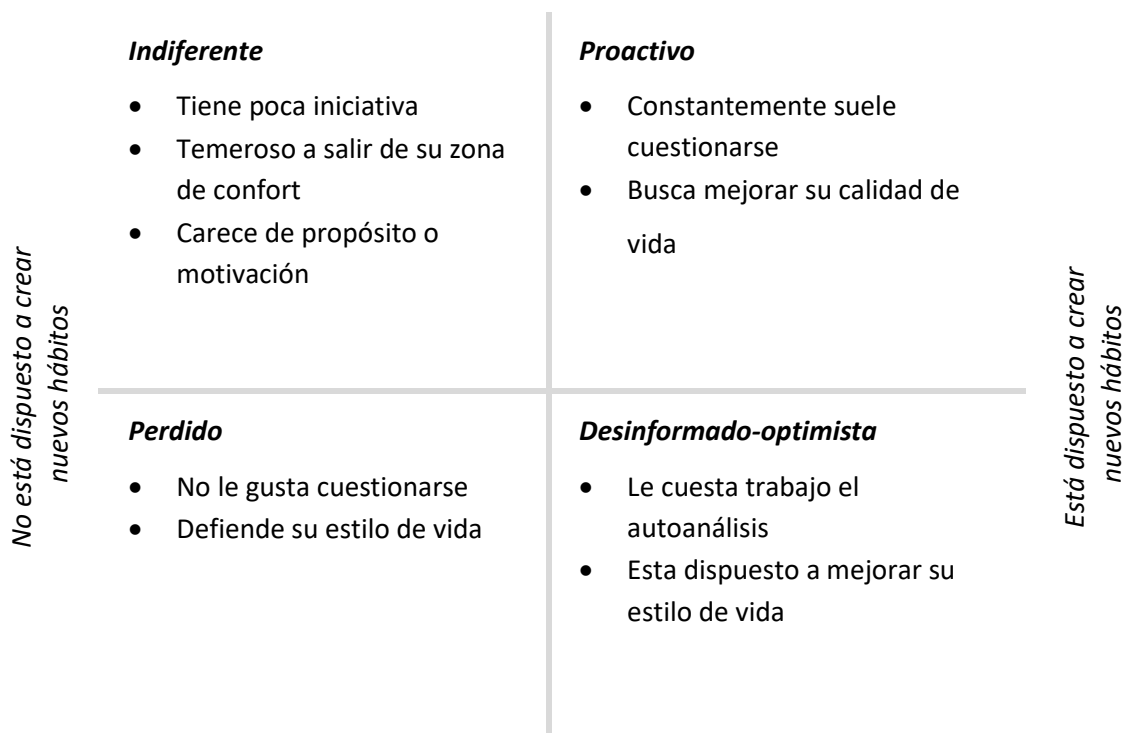 Indiferente
• Tiene poca iniciativa
• Temeroso a salir de su zona
de confort
• Carece de propósito o
motivación
Proactivo
• Constantemente suele
cuestionarse
• Busca mejorar su calidad de
vida
No está dispuesto a crear
nuevos hábitos
Está dispuesto a crear
nuevos hábitos
Perdido
• No le gusta cuestionarse
• Defiende su estilo de vida
Desinformado-optimista
• Le cuesta trabajo el
autoanálisis
• Esta dispuesto a mejorar su
estilo de vida